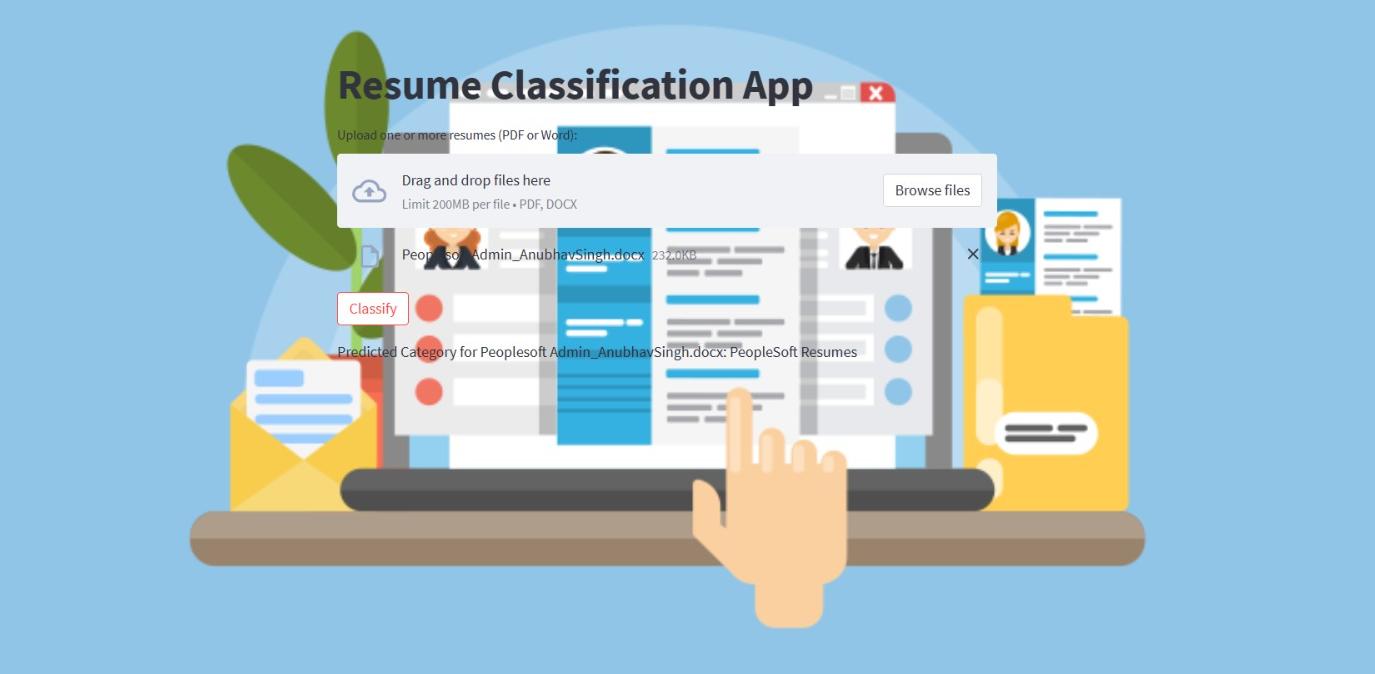 Resume Classification App
Upload one or more resumes (PDF or Word):
Drag and drop files here
Limit 200MB per file • PDF, DOCX
Browse files
Peoplesoft Admin_AnubhavSingh.docx 232.0KB
Classify
Predicted Category for Peoplesoft Admin_AnubhavSingh.docx: PeopleSoft Resumes